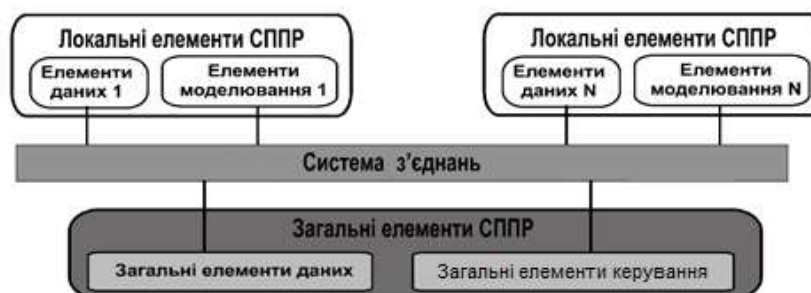 Локальні елементи СППР
Елементи
даних 1
Елементи
моделювання 1
Локальні елементи СППР
Елементи
даних N
Елементи
моделювання N
Система з’єднань
Загальні елементи СППР
Загальні елементи даних
Загальні елементи керування